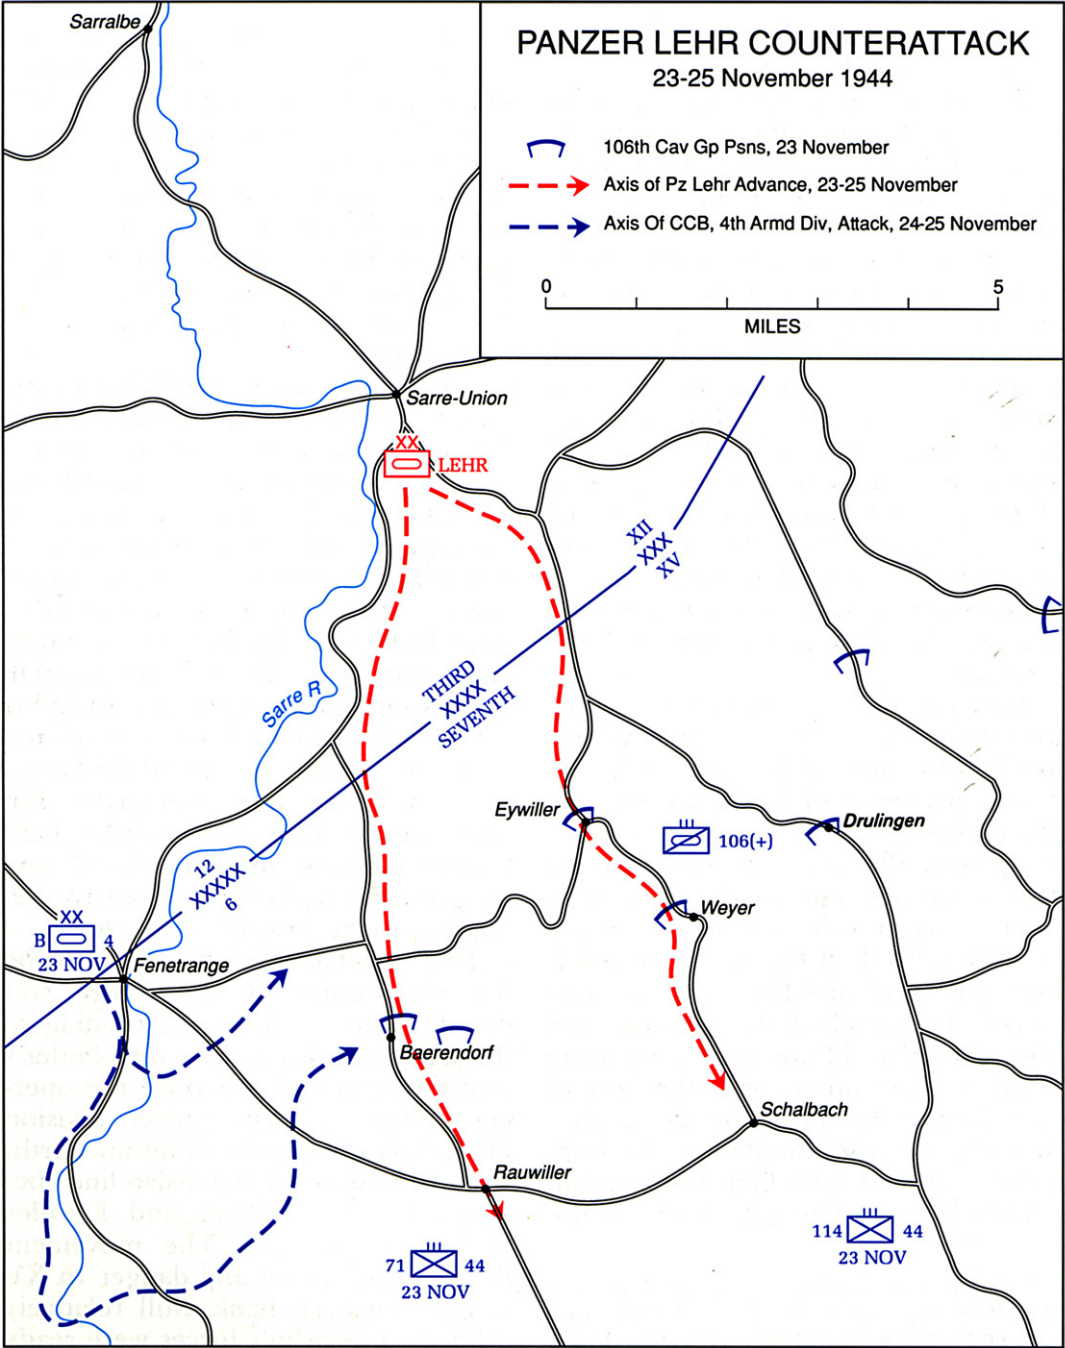 Sarralbe
PANZER LEHR COUNTERATTACK
23-25 November 1944
106th Cav Gp Psns, 23 November
Axis of Pz Lehr Advance, 23-25 November
Axis Of CCB, 4th Armd Div, Attack, 24-25 November
0 5
MILES
Sarre-Union
XX
LEHR
XII
XXX
XV
THIRD
XXXX
SEVENTH
Sarre R
Eywiller
III
106(+)
Drulingen
12
XXXXX
6
Weyer
XX
B 4
23 NOV
Fenetrange
Baerendorf
Schalbach
Rauwiller
III
71 44
23 NOV
III
114 44
23 NOV